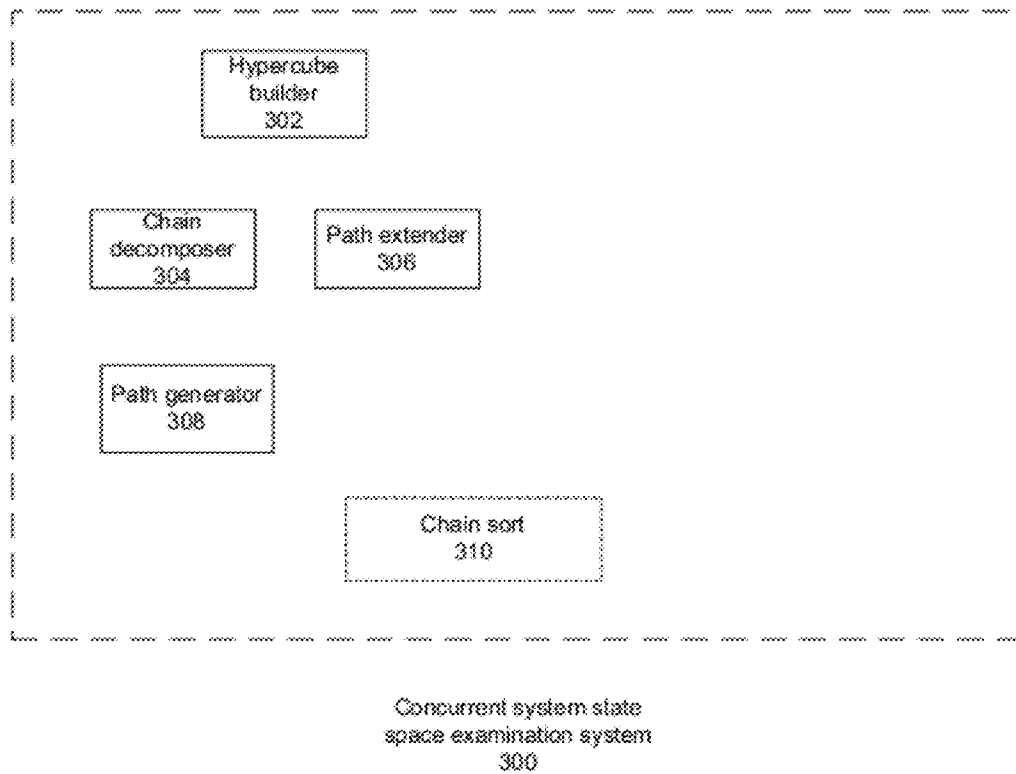 Hypercube
builder
302
Chain
decomposer
304
Path extender
306
Path generator
308
Chain sort
310
Concurrent system state
space examination system
300